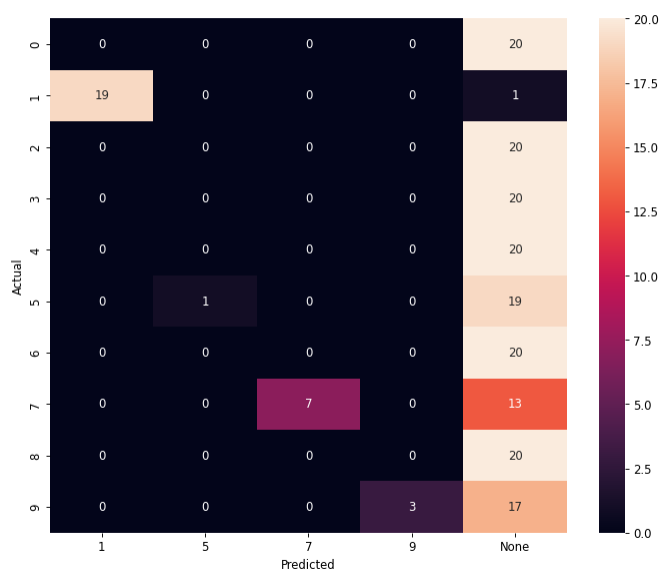 0 0 0 0 0 20
1 19 0 0 0 1
2 0 0 0 0 20
3 0 0 0 0 20
4 0 0 0 0 20
5 0 1 0 0 19
6 0 0 0 0 20
7 0 0 7 0 13
8 0 0 0 0 20
9 0 0 0 3 17
Actual
1 5 7 9 None
Predicted
20.0
17.5
15.0
12.5
10.0
7.5
5.0
2.5
0.0